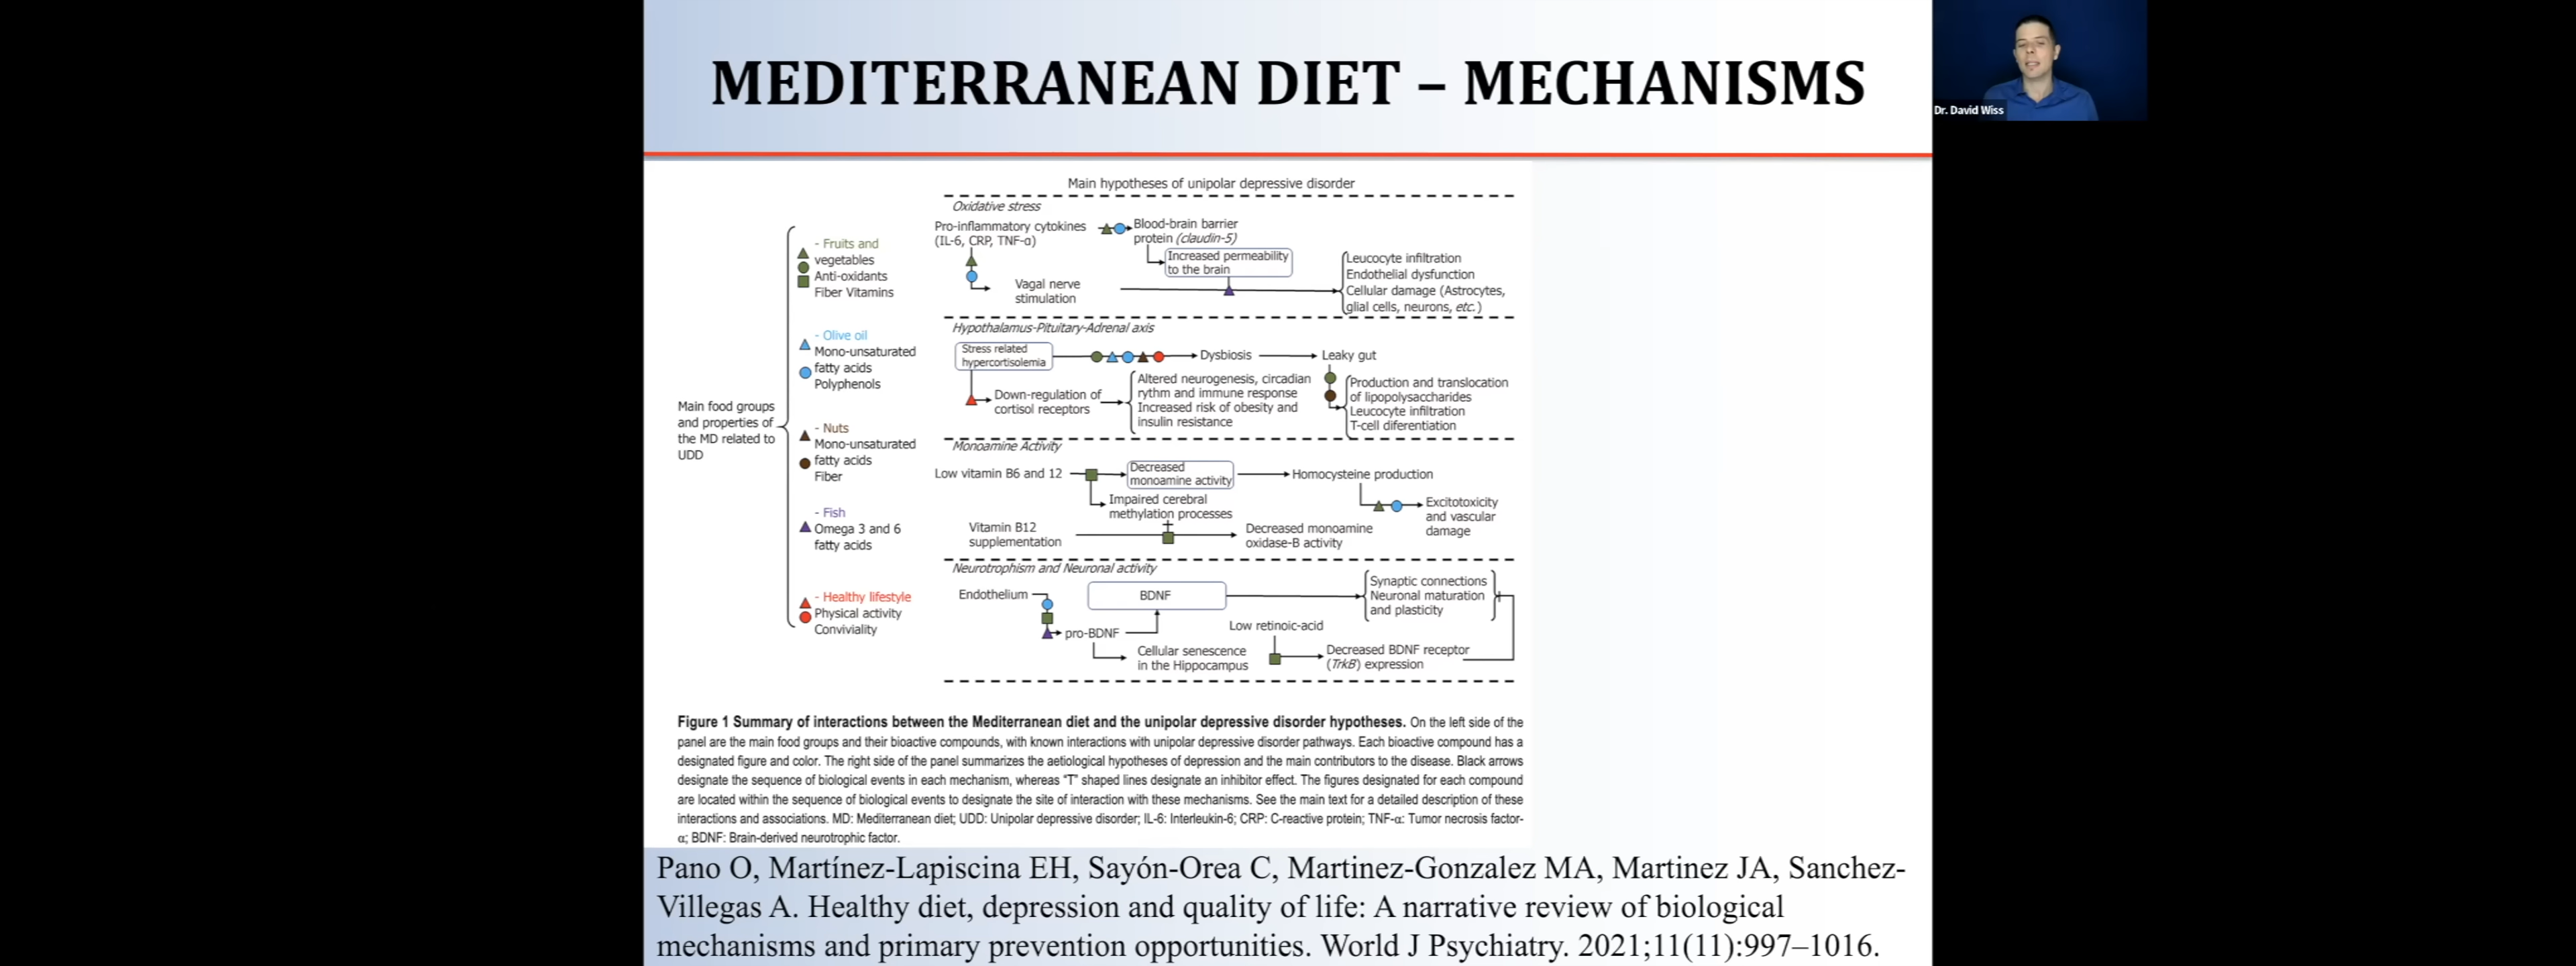 MEDITERRANEAN DIET – MECHANISMS
Dr. David Wiss
Main hypotheses of unipolar depressive disorder
Main food groups
and properties of
the MD related to
UDD
- Fruits and
vegetables
Anti-oxidants
Fiber Vitamins
- Olive oil
Mono-unsaturated
fatty acids
Polyphenols
- Nuts
Mono-unsaturated
fatty acids
Fiber
- Fish
Omega 3 and 6
fatty acids
- Healthy lifestyle
Physical activity
Conviviality
Oxidative stress
Pro-inflammatory cytokines
(IL-6, CRP, TNF-α)
Blood-brain barrier
protein (claudin-5)
Increased permeability
to the brain
Vagal nerve
stimulation
Leucocyte infiltration
Endothelial dysfunction
Cellular damage (Astrocytes,
glial cells, neurons, etc.)
Hypothalamus-Pituitary-Adrenal axis
Stress related
hypercortisolemia
Dysbiosis
Leaky gut
Down-regulation of
cortisol receptors
Altered neurogenesis, circadian
rythm and immune response
Increased risk of obesity and
insulin resistance
Production and translocation
of lipopolysaccharides
Leucocyte infiltration
T-cell diferentiation
Monoamine Activity
Low vitamin B6 and 12
Decreased
monoamine activity
Homocysteine production
Impaired cerebral
methylation processes
Excitotoxicity
and vascular
damage
Vitamin B12
supplementation
Decreased monoamine
oxidase-B activity
Neurotrophism and Neuronal activity
Endothelium
BDNF
Synaptic connections
Neuronal maturation
and plasticity
pro-BDNF
Low retinoic-acid
Cellular senescence
in the Hippocampus
Decreased BDNF receptor
(TrkB) expression
Figure 1 Summary of interactions between the Mediterranean diet and the unipolar depressive disorder hypotheses. On the left side of the
panel are the main food groups and their bioactive compounds, with known interactions with unipolar depressive disorder pathways. Each bioactive compound has a
designated figure and color. The right side of the panel summarizes the aetiological hypotheses of depression and the main contributors to the disease. Black arrows
designate the sequence of biological events in each mechanism, whereas “T” shaped lines designate an inhibitor effect. The figures designated for each compound
are located within the sequence of biological events to designate the site of interaction with these mechanisms. See the main text for a detailed description of these
interactions and associations. MD: Mediterranean diet; UDD: Unipolar depressive disorder; IL-6: Interleukin-6; CRP: C-reactive protein; TNF-α: Tumor necrosis factor-
α; BDNF: Brain-derived neurotrophic factor.
Pano O, Martínez-Lapiscina EH, Sayón-Orea C, Martinez-Gonzalez MA, Martinez JA, Sanchez-
Villegas A. Healthy diet, depression and quality of life: A narrative review of biological
mechanisms and primary prevention opportunities. World J Psychiatry. 2021;11(11):997–1016.